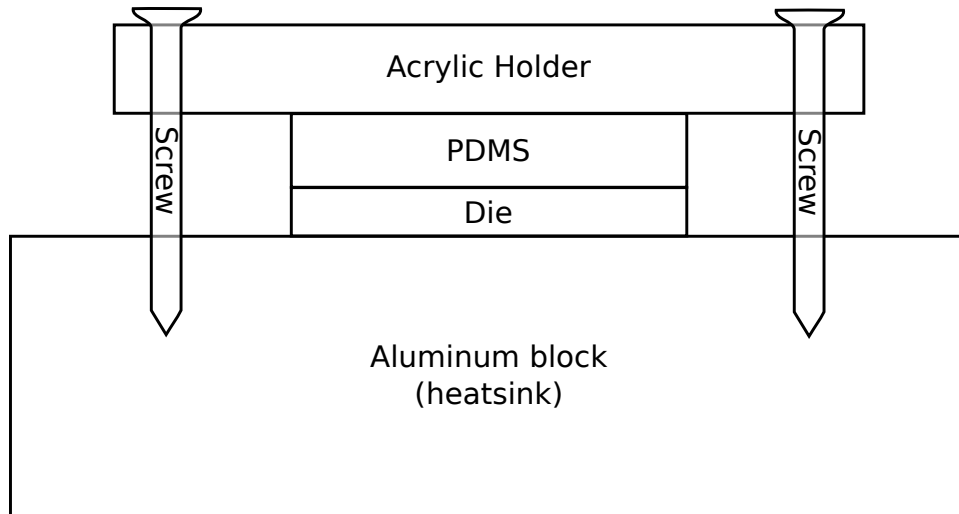 Acrylic Holder
Screw
PDMS
Screw
Die
Aluminum block
(heatsink)